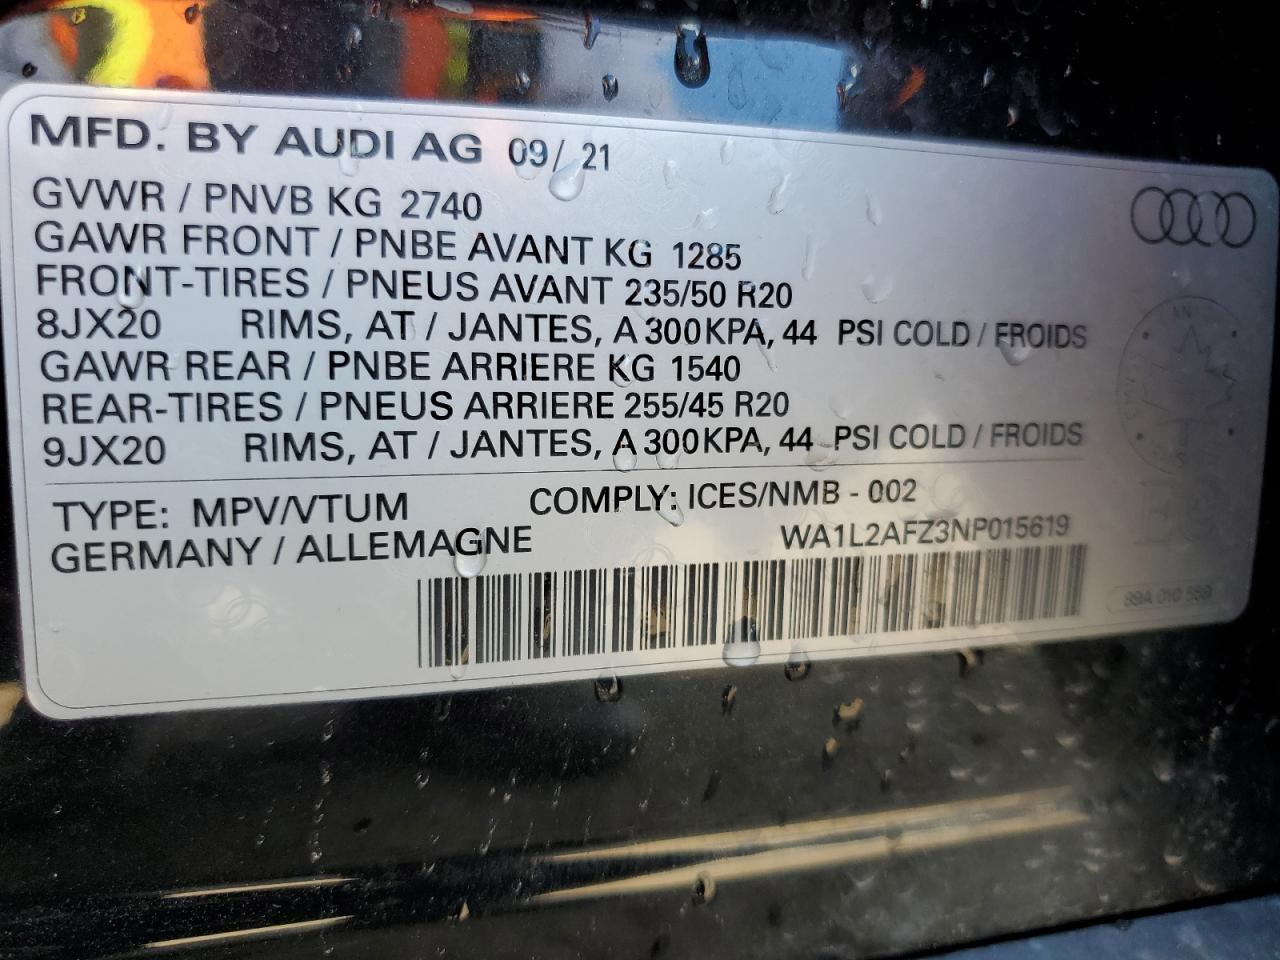 MFD. BY AUDI AG 09/ 21
GVWR / PNVB KG 2740
GAWR FRONT / PNBE AVANT KG 1285
FRONT-TIRES / PNEUS AVANT 235/50 R20
8JX20 RIMS, AT / JANTES, A 300KPA, 44 PSI COLD / FROIDS
GAWR REAR / PNBE ARRIERE KG 1540
REAR-TIRES / PNEUS ARRIERE 255/45 R20
9JX20 RIMS, AT / JANTES, A 300KPA, 44 PSI COLD / FROIDS
TYPE: MPV/VTUM COMPLY: ICES/NMB - 002
GERMANY / ALLEMAGNE WA1L2AFZ3NP015619